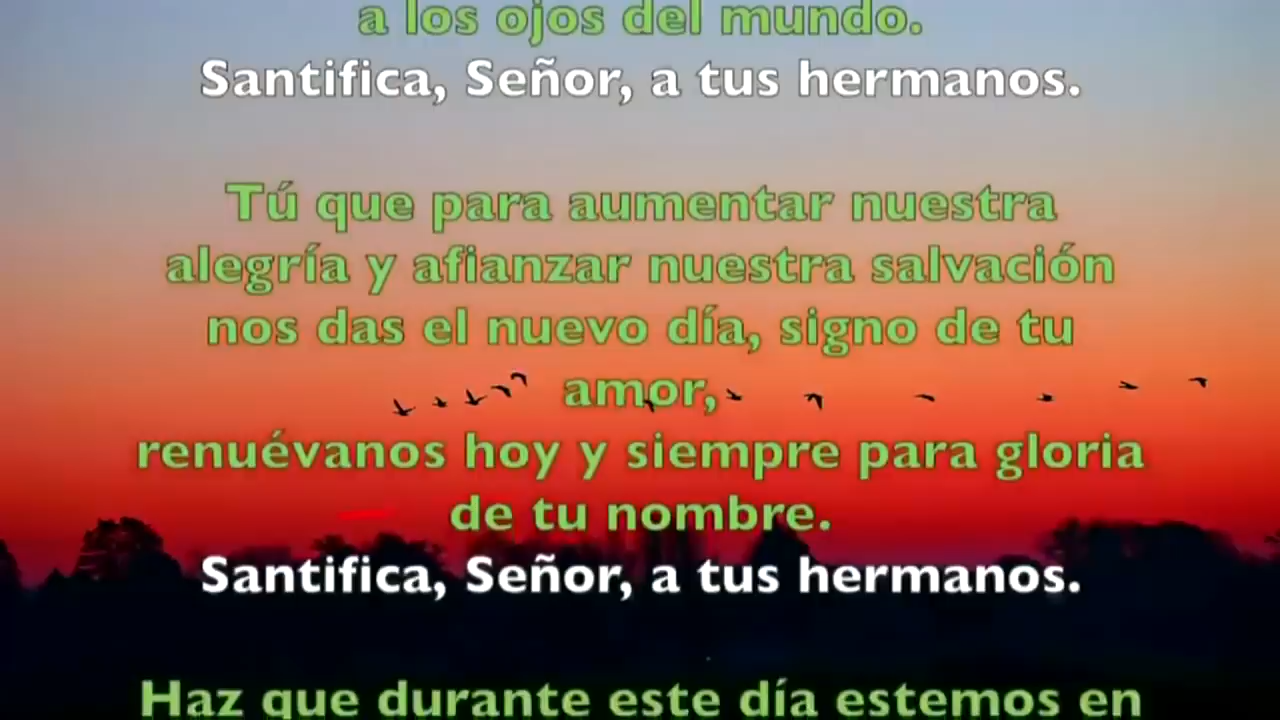 a los ojos del mundo.
Santifica, Señor, a tus hermanos.
Tú que para aumentar nuestra
alegría y afianzar nuestra salvación
nos das el nuevo día, signo de tu
amor,
renuévanos hoy y siempre para gloria
de tu nombre.
Santifica, Señor, a tus hermanos.
Haz que durante este día estemos en